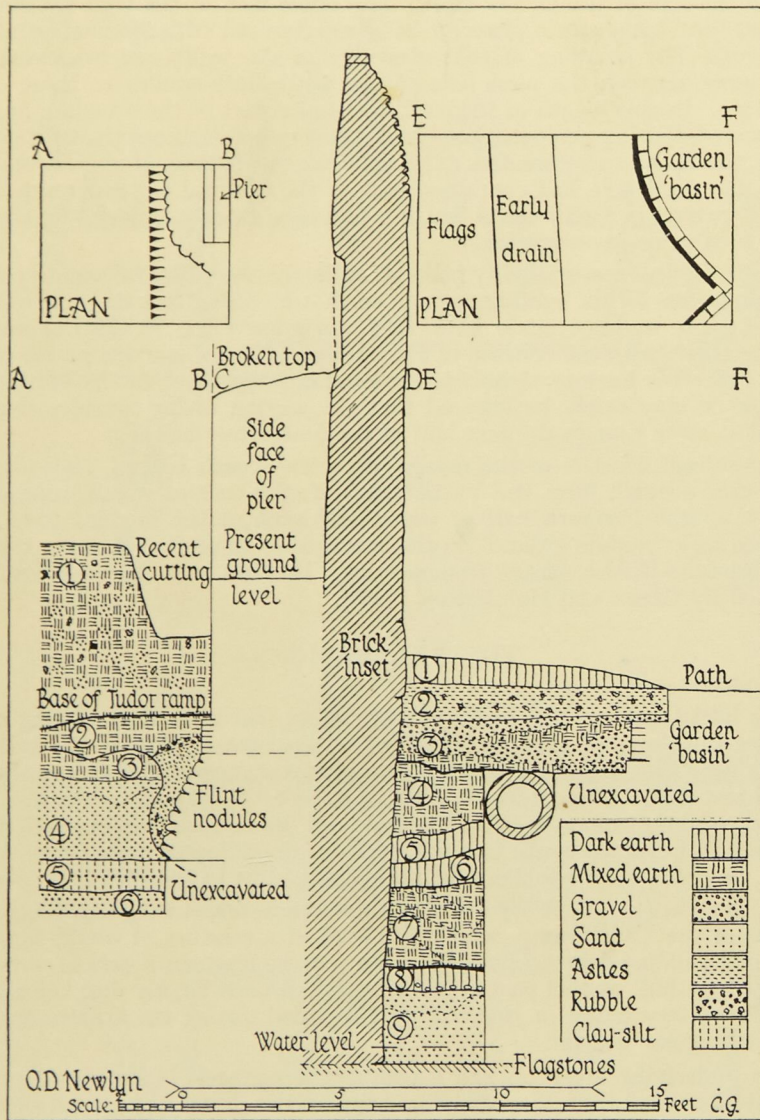 A
B
Pier
PLAN
E
F
Flags
Early
drain
Garden
'basin'
PLAN
Broken top
A
B
C
D E
F
Side
face
of
pier
Present
ground
level
Recent
cutting
Brick
inset
Base of Tudor ramp
Path
Garden
'basin'
Flint
nodules
Unexcavated
Unexcavated
1
2
3
4
5
6
1
2
3
4
5
6
7
8
9
Dark earth
Mixed earth
Gravel
Sand
Ashes
Rubble
Clay-silt
Water level
Flagstones
O.D. Newlyn
0
5
10
15
Scale:
Feet
C.G.